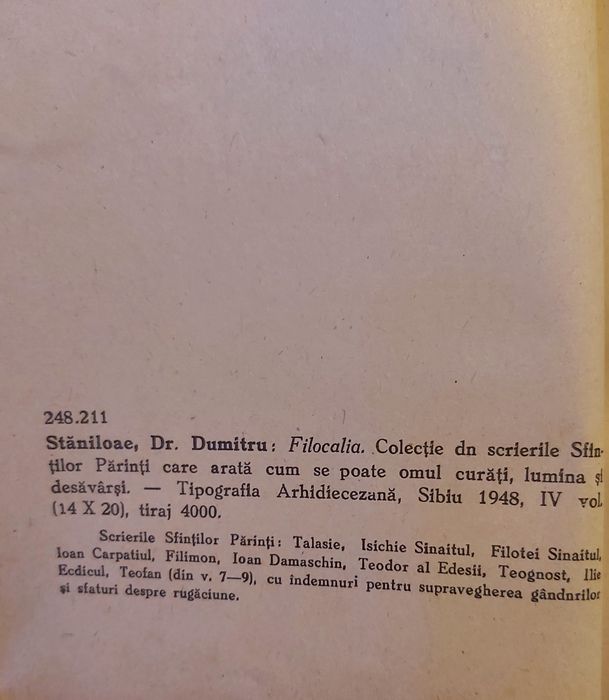 248.211
Stăniloae, Dr. Dumitru: Filocalia. Colecție dn scrierile Sfin-
ților Părinți care arată cum se poate omul curăți, lumina și
desăvârși. — Tipografia Arhidiecezană, Sibiu 1948, IV vol.
(14 X 20), tiraj 4000.
Scrierile Sfinților Părinți: Talasie, Isichie Sinaitul, Filotei Sinaitul,
Ioan Carpatiul, Filimon, Ioan Damaschin, Teodor al Edesii, Teognost, Ilie
Ecdicul, Teofan (din v. 7—9), cu îndemnuri pentru supravegherea gândnrilor
și sfaturi despre rugăciune.